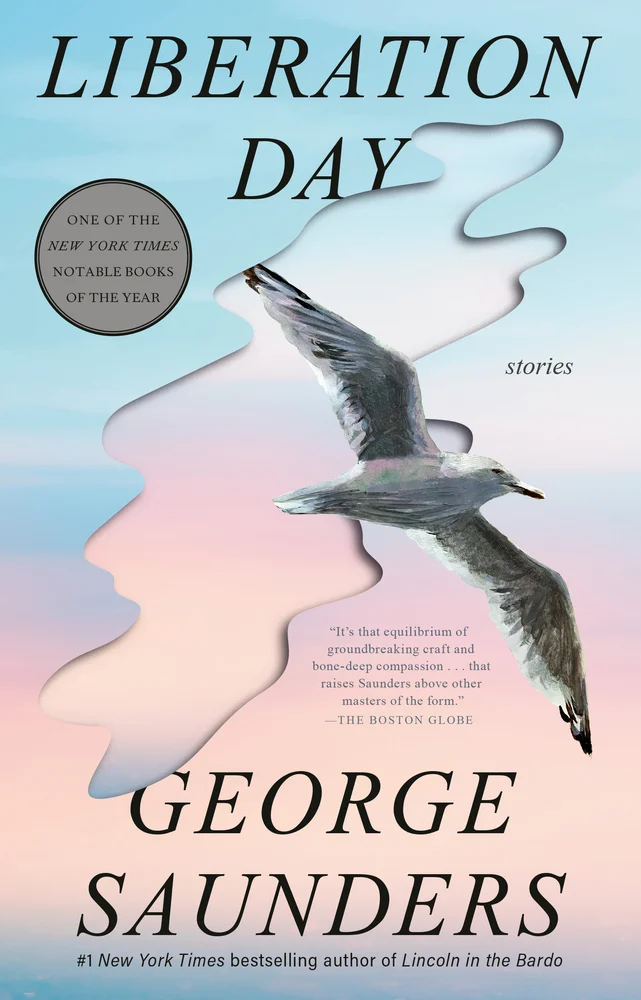 LIBERATION
DAY
ONE OF THE
NEW YORK TIMES
NOTABLE BOOKS
OF THE YEAR
stories
“It’s that equilibrium of
groundbreaking craft and
bone-deep compassion . . . that
raises Saunders above other
masters of the form.”
—THE BOSTON GLOBE
GEORGE
SAUNDERS
#1 New York Times bestselling author of Lincoln in the Bardo